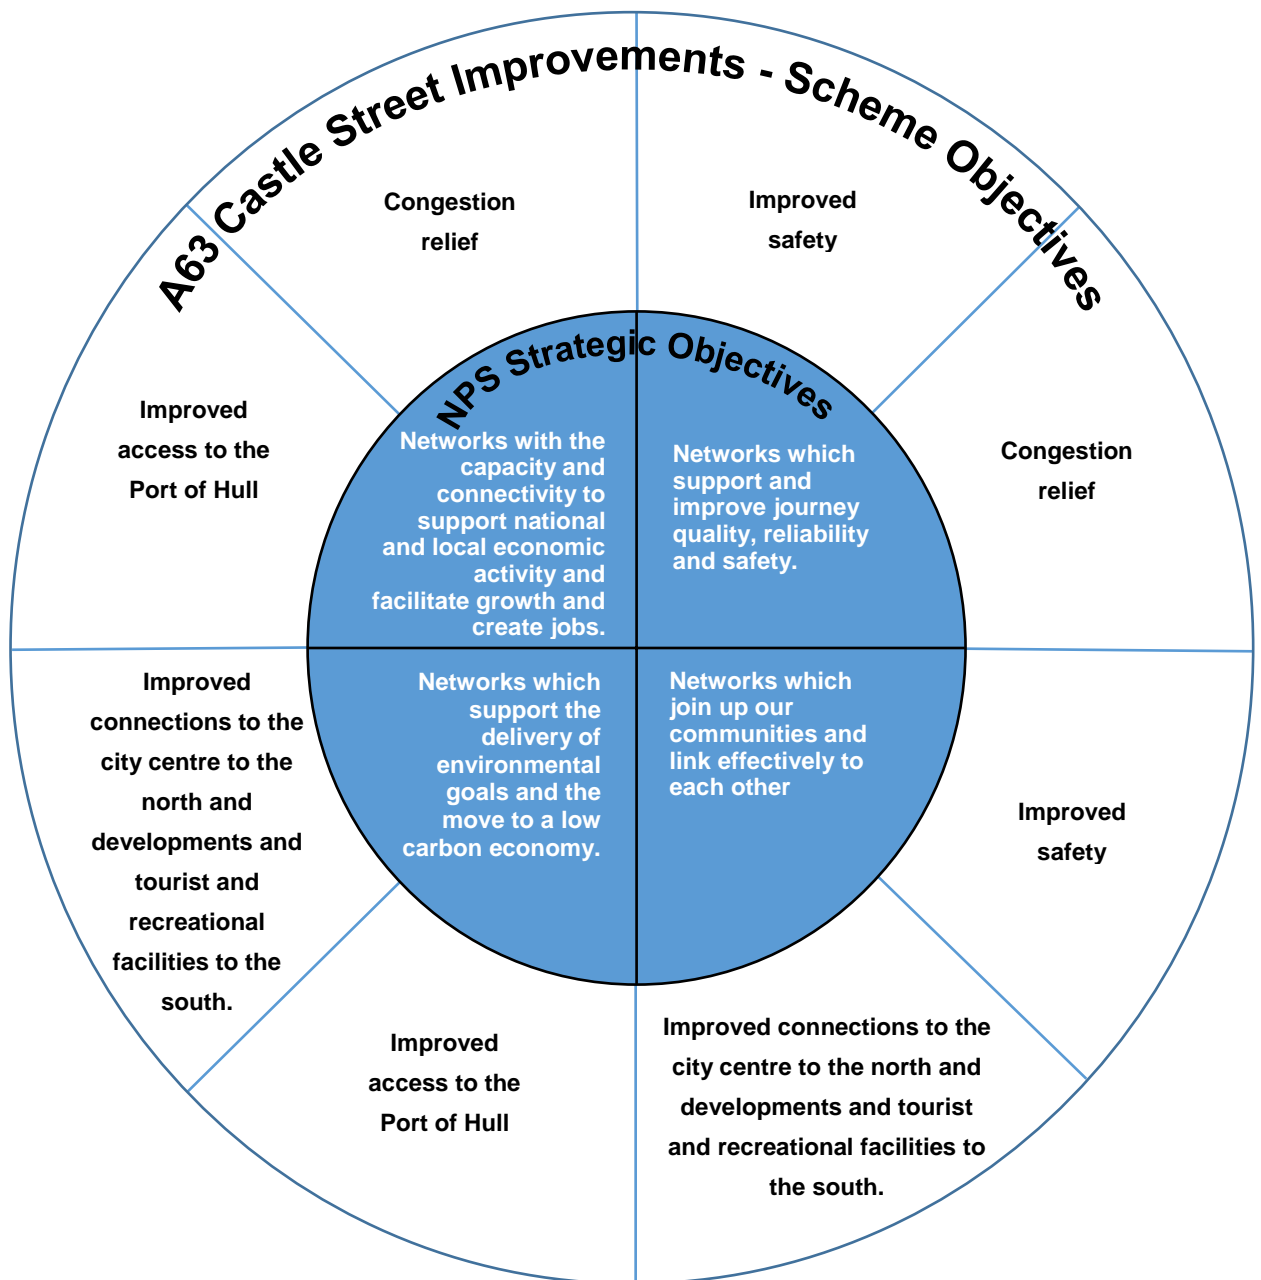 A63 Castle Street Improvements - Scheme Objectives
Congestion
relief
Improved
safety
Improved
access to the
Port of Hull
Congestion
relief
NPS Strategic Objectives
Networks with the
capacity and
connectivity to
support national
and local economic
activity and
facilitate growth and
create jobs.
Networks which
support and
improve journey
quality, reliability
and safety.
Improved
connections to the
city centre to the
north and
developments and
tourist and
recreational
facilities to the
south.
Networks which
support the
delivery of
environmental
goals and the
move to a low
carbon economy.
Networks which
join up our
communities and
link effectively to
each other
Improved
safety
Improved
access to the
Port of Hull
Improved connections to the
city centre to the north and
developments and tourist
and recreational facilities to
the south.